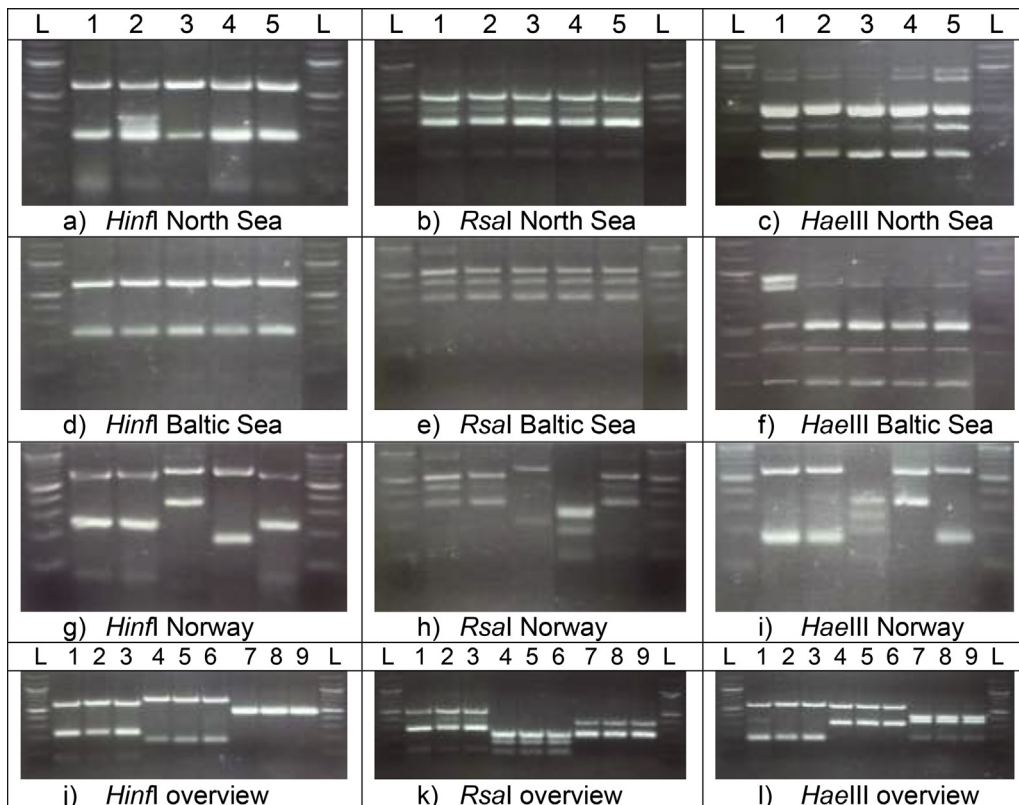 L 1 2 3 4 5 L
L 1 2 3 4 5 L
L 1 2 3 4 5 L
a) HinfI North Sea
b) RsaI North Sea
c) HaeIII North Sea
d) HinfI Baltic Sea
e) RsaI Baltic Sea
f) HaeIII Baltic Sea
g) HinfI Norway
h) RsaI Norway
i) HaeIII Norway
L 1 2 3 4 5 6 7 8 9 L
L 1 2 3 4 5 6 7 8 9 L
L 1 2 3 4 5 6 7 8 9 L
j) HinfI overview
k) RsaI overview
l) HaeIII overview